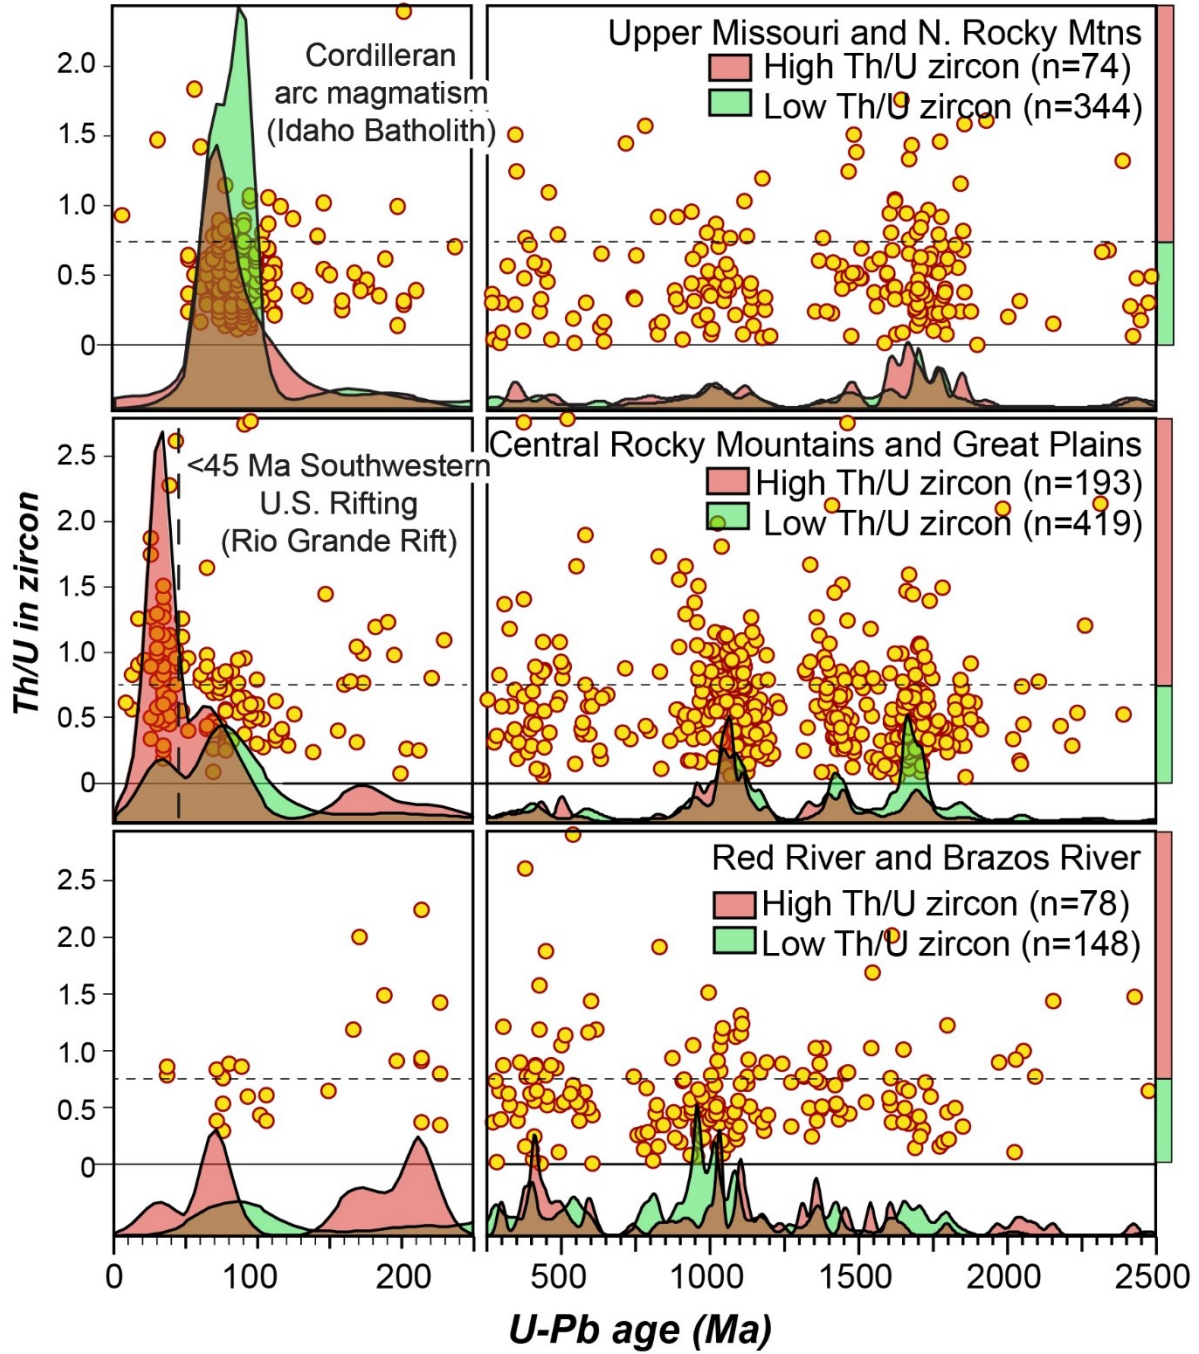 Upper Missouri and N. Rocky Mtns
High Th/U zircon (n=74)
Low Th/U zircon (n=344)
Cordilleran
arc magmatism
(Idaho Batholith)
2.0
1.5
1.0
0.5
0
Central Rocky Mountains and Great Plains
High Th/U zircon (n=193)
Low Th/U zircon (n=419)
<45 Ma Southwestern
U.S. Rifting
(Rio Grande Rift)
2.5
2.0
1.5
1.0
0.5
0
Th/U in zircon
Red River and Brazos River
High Th/U zircon (n=78)
Low Th/U zircon (n=148)
2.5
2.0
1.5
1.0
0.5
0
0 100 200 500 1000 1500 2000 2500
U-Pb age (Ma)